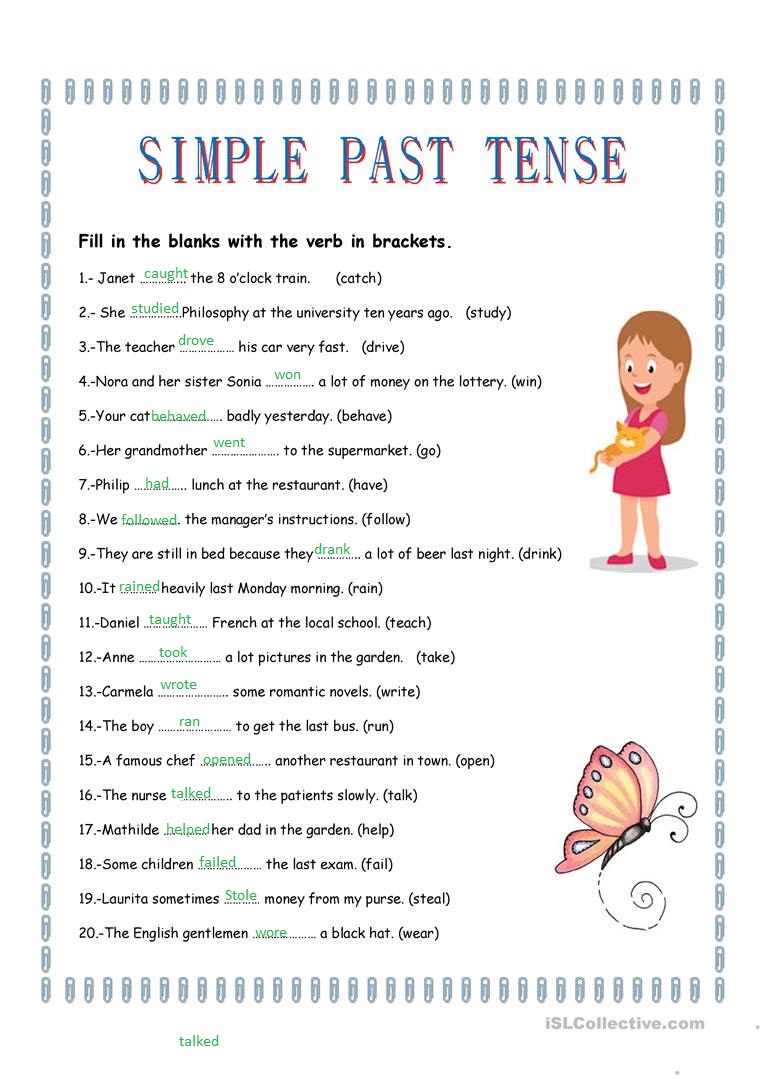 SIMPLE PAST TENSE
Fill in the blanks with the verb in brackets.
1.- Janet caught the 8 o'clock train. (catch)
2.- She studied Philosophy at the university ten years ago. (study)
3.-The teacher drove his car very fast. (drive)
4.-Nora and her sister Sonia won a lot of money on the lottery. (win)
5.-Your cat behaved badly yesterday. (behave)
6.-Her grandmother went to the supermarket. (go)
7.-Philip had lunch at the restaurant. (have)
8.-We followed the manager's instructions. (follow)
9.-They are still in bed because they drank a lot of beer last night. (drink)
10.-It rained heavily last Monday morning. (rain)
11.-Daniel taught French at the local school. (teach)
12.-Anne took a lot pictures in the garden. (take)
13.-Carmela wrote some romantic novels. (write)
14.-The boy ran to get the last bus. (run)
15.-A famous chef opened another restaurant in town. (open)
16.-The nurse talked to the patients slowly. (talk)
17.-Mathilde helped her dad in the garden. (help)
18.-Some children failed the last exam. (fail)
19.-Laurita sometimes Stole money from my purse. (steal)
20.-The English gentlemen wore a black hat. (wear)
iSLCollective.com
talked